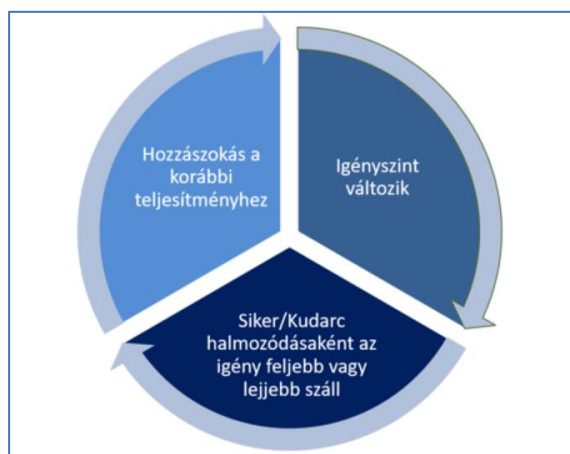 Hozzászokás a
korábbi
teljesítményhez
Igényszint
változik
Siker/Kudarc
halmozódásaként az
igény feljebb vagy
lejjebb száll